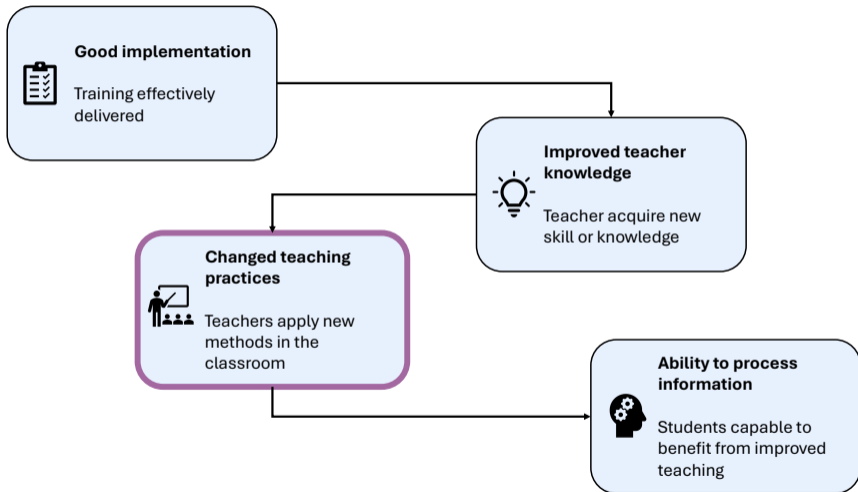 Good implementation
Training effectively
delivered
Improved teacher
knowledge
Teacher acquire new
skill or knowledge
Changed teaching
practices
Teachers apply new
methods in the
classroom
Ability to process
information
Students capable to
benefit from improved
teaching